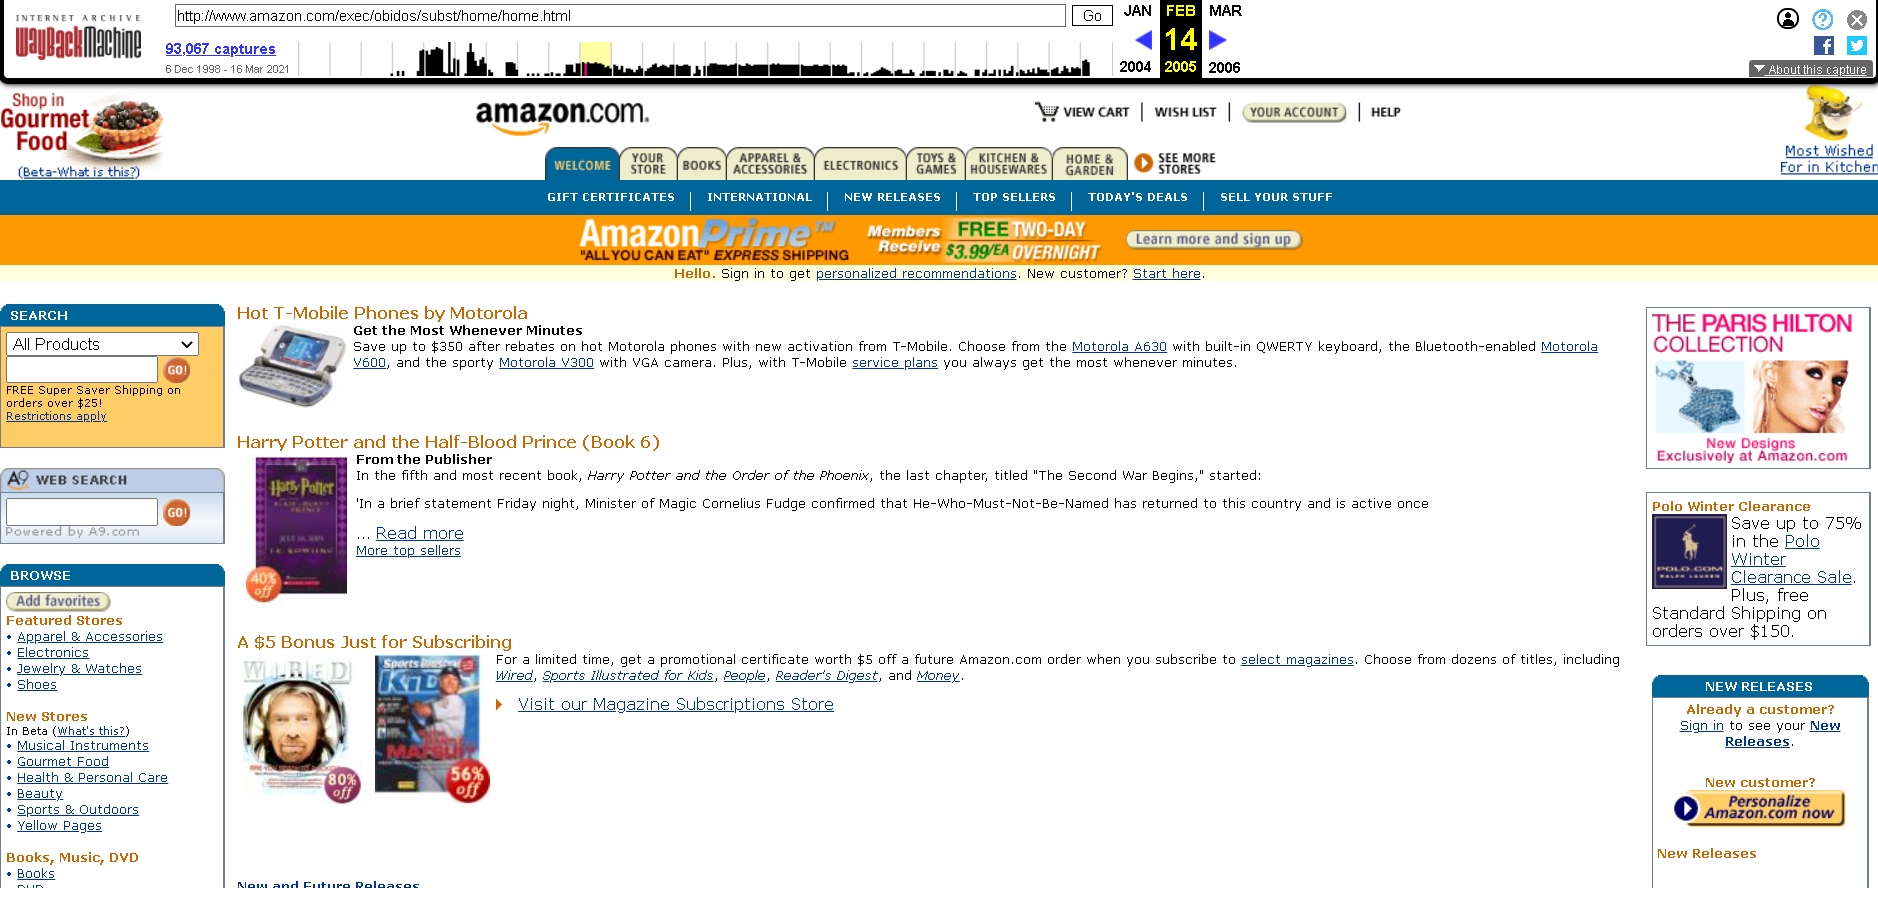 INTERNET ARCHIVE
WayBackMachine
http://www.amazon.com/exec/obidos/subst/home/home.html
Go
JAN FEB MAR
93,067 captures
14
6 Dec 1998 - 16 Mar 2021
2004 2005 2006
About this capture
Shop in
Gourmet
Food
(Beta-What is this?)
amazon.com.
VIEW CART
WISH LIST
YOUR ACCOUNT
HELP
Most Wished
For in Kitchen
WELCOME
YOUR STORE
BOOKS
APPAREL & ACCESSORIES
ELECTRONICS
TOYS & GAMES
KITCHEN & HOUSEWARES
HOME & GARDEN
SEE MORE STORES
GIFT CERTIFICATES
INTERNATIONAL
NEW RELEASES
TOP SELLERS
TODAY'S DEALS
SELL YOUR STUFF
AmazonPrime™
"ALL YOU CAN EAT" EXPRESS SHIPPING
Members Receive
FREE TWO-DAY
$3.99/EA OVERNIGHT
Learn more and sign up
Hello. Sign in to get personalized recommendations. New customer? Start here.
SEARCH
All Products
GO!
FREE Super Saver Shipping on
orders over $25!
Restrictions apply
A9 WEB SEARCH
GO!
Powered by A9.com
BROWSE
Add favorites
Featured Stores
• Apparel & Accessories
• Electronics
• Jewelry & Watches
• Shoes
New Stores
In Beta (What's this?)
• Musical Instruments
• Gourmet Food
• Health & Personal Care
• Beauty
• Sports & Outdoors
• Yellow Pages
Books, Music, DVD
• Books
• DVD
Hot T-Mobile Phones by Motorola
Get the Most Whenever Minutes
Save up to $350 after rebates on hot Motorola phones with new activation from T-Mobile. Choose from the Motorola A630 with built-in QWERTY keyboard, the Bluetooth-enabled Motorola
V600, and the sporty Motorola V300 with VGA camera. Plus, with T-Mobile service plans you always get the most whenever minutes.
Harry Potter and the Half-Blood Prince (Book 6)
Harry Potter
J.K. ROWLING
40% off
From the Publisher
In the fifth and most recent book, Harry Potter and the Order of the Phoenix, the last chapter, titled "The Second War Begins," started:
'In a brief statement Friday night, Minister of Magic Cornelius Fudge confirmed that He-Who-Must-Not-Be-Named has returned to this country and is active once
... Read more
More top sellers
A $5 Bonus Just for Subscribing
WIRED
80% off
Sports Illustrated
KID
56% off
For a limited time, get a promotional certificate worth $5 off a future Amazon.com order when you subscribe to select magazines. Choose from dozens of titles, including
Wired, Sports Illustrated for Kids, People, Reader's Digest, and Money.
Visit our Magazine Subscriptions Store
New and Future Releases
THE PARIS HILTON
COLLECTION
New Designs
Exclusively at Amazon.com
Polo Winter Clearance
POLO.COM
RALPH LAUREN
Save up to 75%
in the Polo
Winter
Clearance Sale.
Plus, free
Standard Shipping on
orders over $150.
NEW RELEASES
Already a customer?
Sign in to see your New
Releases.
New customer?
Personalize
Amazon.com now
New Releases